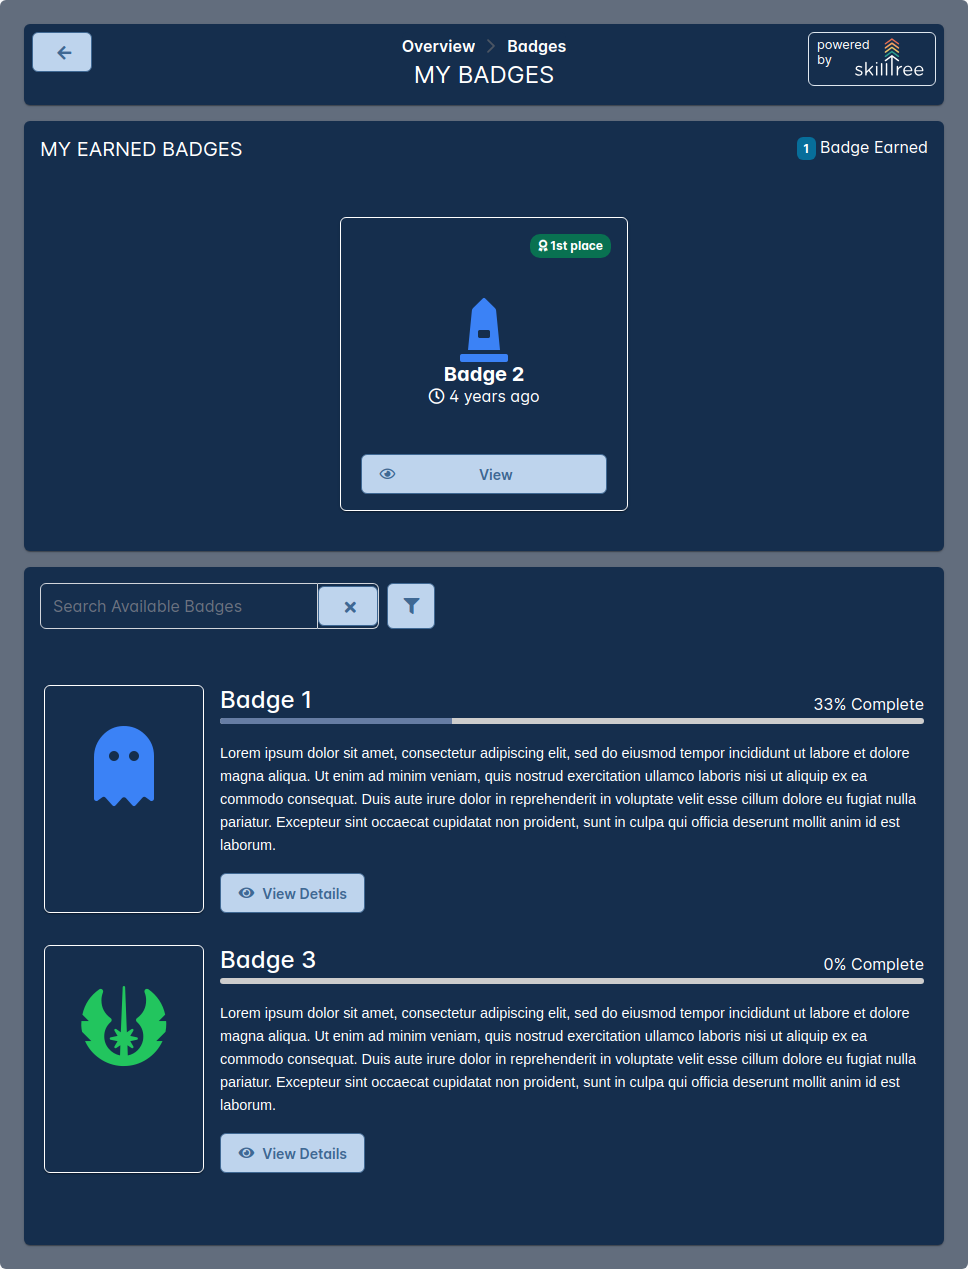 Overview Badges
MY BADGES
powered
by
skilltree
MY EARNED BADGES
1 Badge Earned
1st place
Badge 2
4 years ago
View
Search Available Badges
Badge 1
33% Complete
Lorem ipsum dolor sit amet, consectetur adipiscing elit, sed do eiusmod tempor incididunt ut labore et dolore
magna aliqua. Ut enim ad minim veniam, quis nostrud exercitation ullamco laboris nisi ut aliquip ex ea
commodo consequat. Duis aute irure dolor in reprehenderit in voluptate velit esse cillum dolore eu fugiat nulla
pariatur. Excepteur sint occaecat cupidatat non proident, sunt in culpa qui officia deserunt mollit anim id est
laborum.
View Details
Badge 3
0% Complete
Lorem ipsum dolor sit amet, consectetur adipiscing elit, sed do eiusmod tempor incididunt ut labore et dolore
magna aliqua. Ut enim ad minim veniam, quis nostrud exercitation ullamco laboris nisi ut aliquip ex ea
commodo consequat. Duis aute irure dolor in reprehenderit in voluptate velit esse cillum dolore eu fugiat nulla
pariatur. Excepteur sint occaecat cupidatat non proident, sunt in culpa qui officia deserunt mollit anim id est
laborum.
View Details